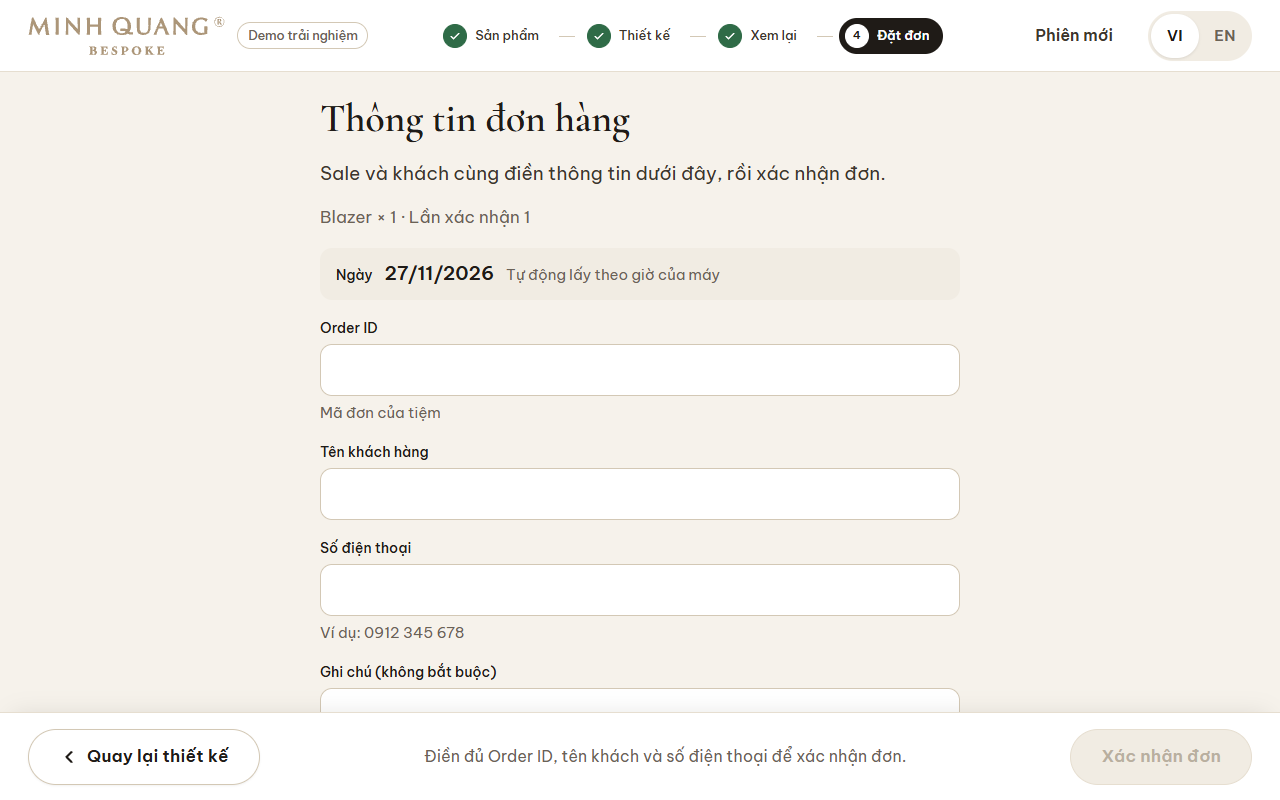 MINH QUANG®
BESPOKE
Demo trải nghiệm
Sản phẩm
Thiết kế
Xem lại
4 Đặt đơn
Phiên mới
VI EN
Thông tin đơn hàng
Sale và khách cùng điền thông tin dưới đây, rồi xác nhận đơn.
Blazer × 1 · Lần xác nhận 1
Ngày 27/11/2026 Tự động lấy theo giờ của máy
Order ID
Mã đơn của tiệm
Tên khách hàng
Số điện thoại
Ví dụ: 0912 345 678
Ghi chú (không bắt buộc)
Quay lại thiết kế
Điền đủ Order ID, tên khách và số điện thoại để xác nhận đơn.
Xác nhận đơn